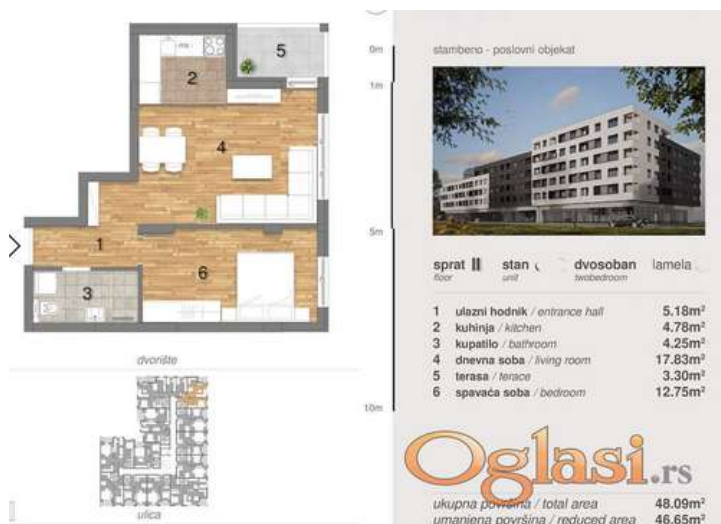 5
2
4
1
6
3
dvorište
ulica
0m
1m
5m
10m
stambeno - poslovni objekat
sprat II stan dvosoban lamela
floor unit twobedroom
1 ulazni hodnik / entrance hall 5.18m²
2 kuhinja / kitchen 4.78m²
3 kupatilo / bathroom 4.25m²
4 dnevna soba / living room 17.83m²
5 terasa / terace 3.30m²
6 spavaća soba / bedroom 12.75m²
Oglasi.rs
ukupna površina / total area 48.09m²
umanjena površina / reduced area 46.65m²